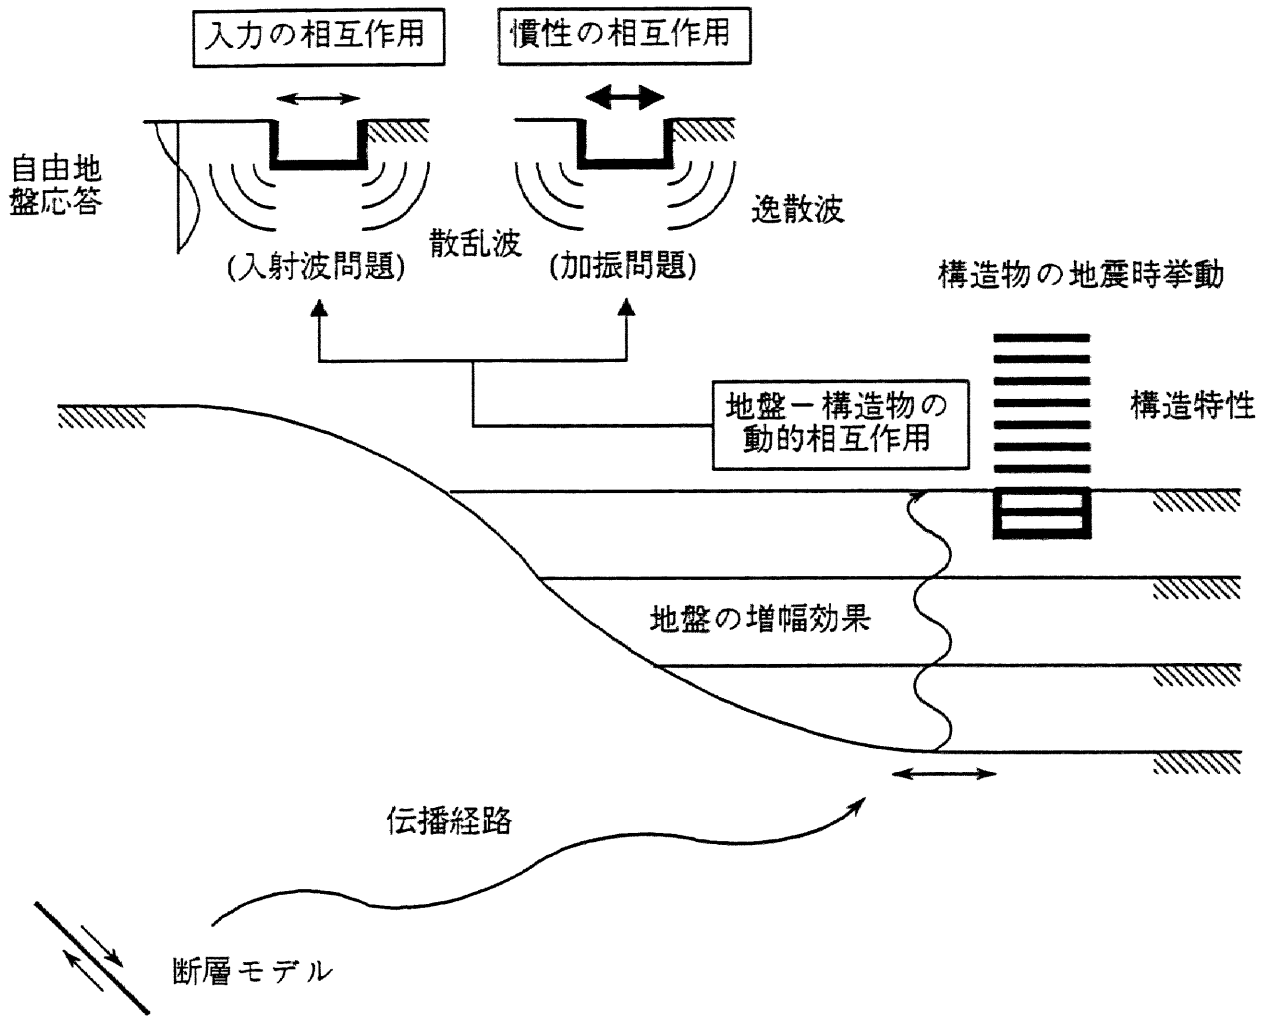 入力の相互作用
慣性の相互作用
自由地
盤応答
散乱波
逸散波
(入射波問題)
(加振問題)
構造物の地震時挙動
地盤－構造物の
動的相互作用
構造特性
地盤の増幅効果
伝播経路
断層モデル